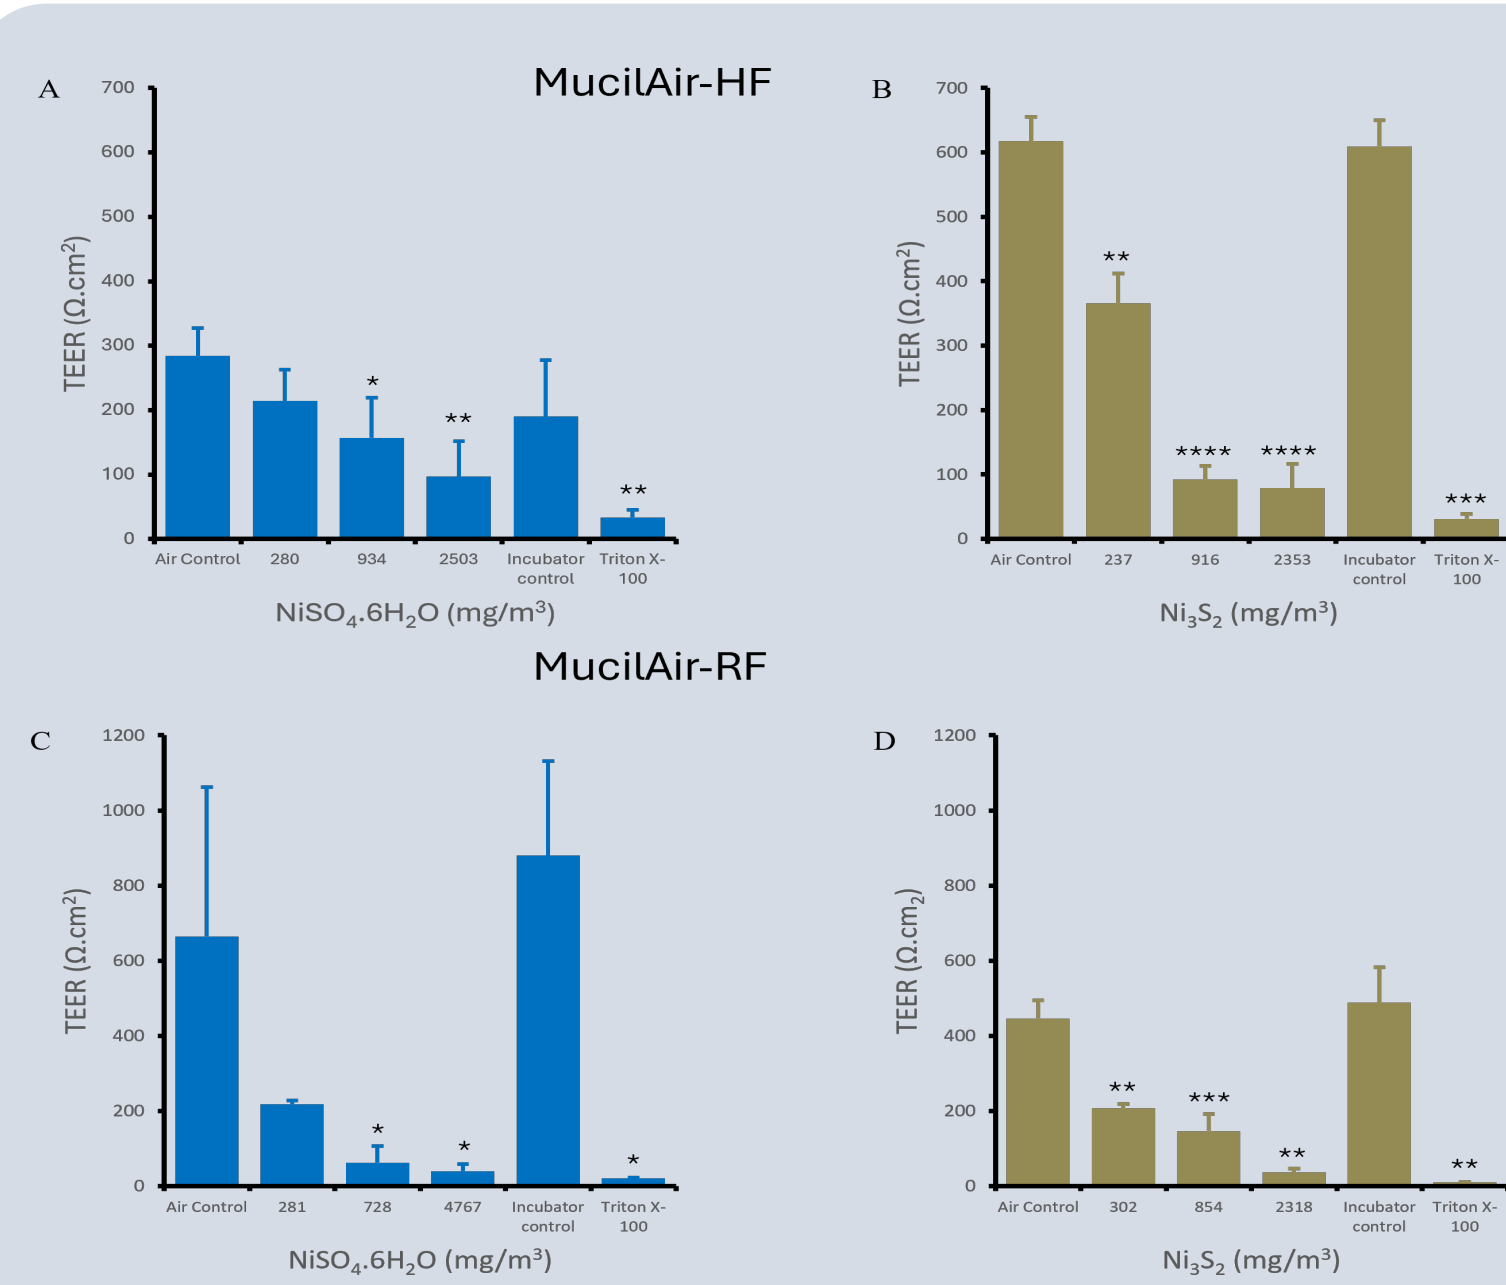 MucilAir-HF
A
700
600
500
400
300
200
100
0
TEER (Ω.cm²)
*
**
**
Air Control 280 934 2503 Incubator control Triton X-100
NiSO₄.6H₂O (mg/m³)
B
700
600
500
400
300
200
100
0
TEER (Ω.cm²)
**
****
****
***
Air Control 237 916 2353 Incubator control Triton X-100
Ni₃S₂ (mg/m³)
MucilAir-RF
C
1200
1000
800
600
400
200
0
TEER (Ω.cm²)
*
*
*
Air Control 281 728 4767 Incubator control Triton X-100
NiSO₄.6H₂O (mg/m³)
D
1200
1000
800
600
400
200
0
TEER (Ω.cm₂)
**
***
**
**
Air Control 302 854 2318 Incubator control Triton X-100
Ni₃S₂ (mg/m³)